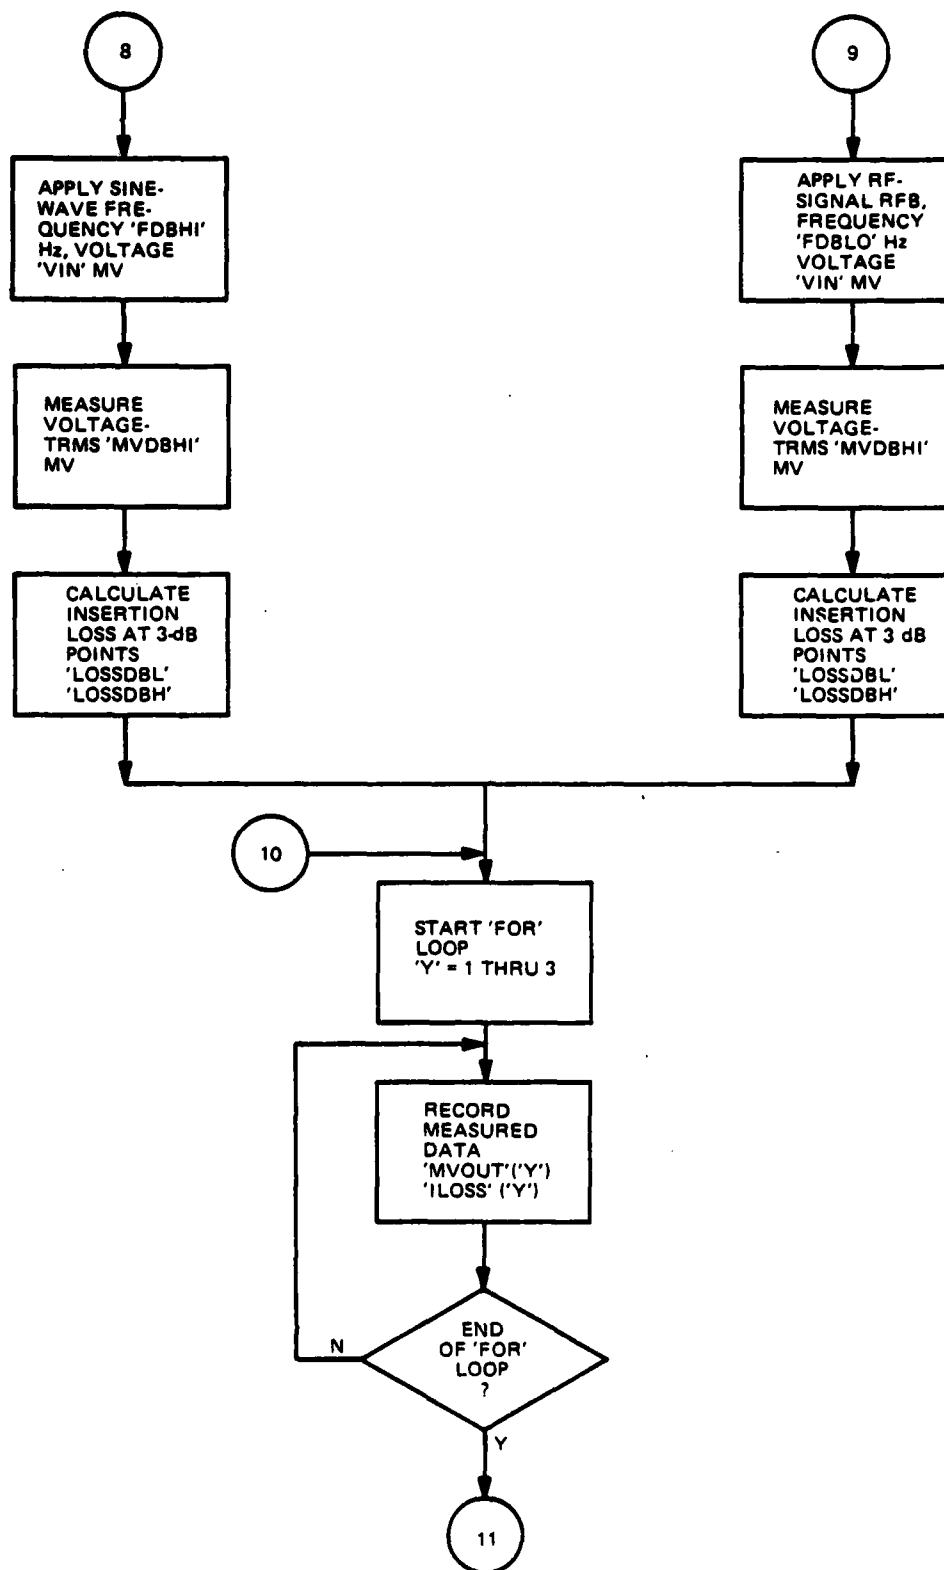 8
APPLY SINE-
WAVE FRE-
QUENCY 'FDBHI'
Hz, VOLTAGE
'VIN' MV
MEASURE
VOLTAGE-
TRMS 'MVDBHI'
MV
CALCULATE
INSERTION
LOSS AT 3-dB
POINTS
'LOSSDBL'
'LOSSDBH'
9
APPLY RF-
SIGNAL RFB,
FREQUENCY
'FDBLO' Hz
VOLTAGE
'VIN' MV
MEASURE
VOLTAGE-
TRMS 'MVDBHI'
MV
CALCULATE
INSERTION
LOSS AT 3 dB
POINTS
'LOSSDBL'
'LOSSDBH'
10
START 'FOR'
LOOP
'Y' = 1 THRU 3
RECORD
MEASURED
DATA
'MVOUT'('Y')
'ILOSS' ('Y')
END
OF 'FOR'
LOOP
?
N
Y
11